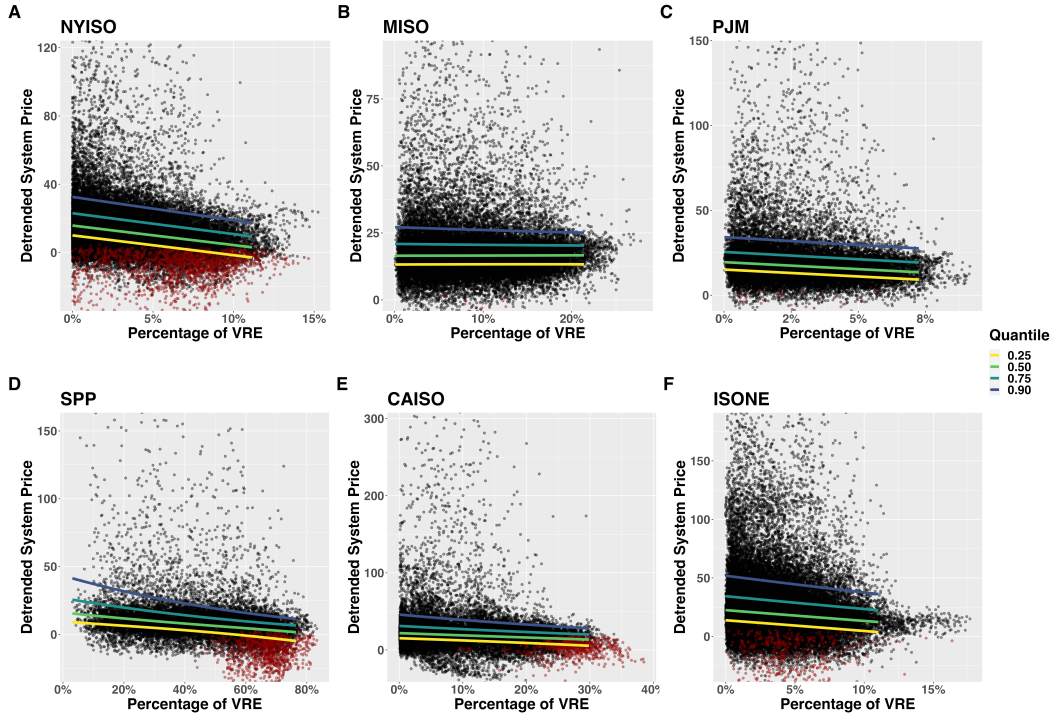 A
NYISO
Detrended System Price
120
80
40
0
0%
5%
10%
15%
Percentage of VRE
B
MISO
Detrended System Price
75
50
25
0
0%
10%
20%
Percentage of VRE
C
PJM
Detrended System Price
150
100
50
0
0%
2%
5%
8%
Percentage of VRE
Quantile
0.25
0.50
0.75
0.90
D
SPP
Detrended System Price
150
100
50
0
0%
20%
40%
60%
80%
Percentage of VRE
E
CAISO
Detrended System Price
300
200
100
0
0%
10%
20%
30%
40%
Percentage of VRE
F
ISONE
Detrended System Price
150
100
50
0
0%
5%
10%
15%
Percentage of VRE